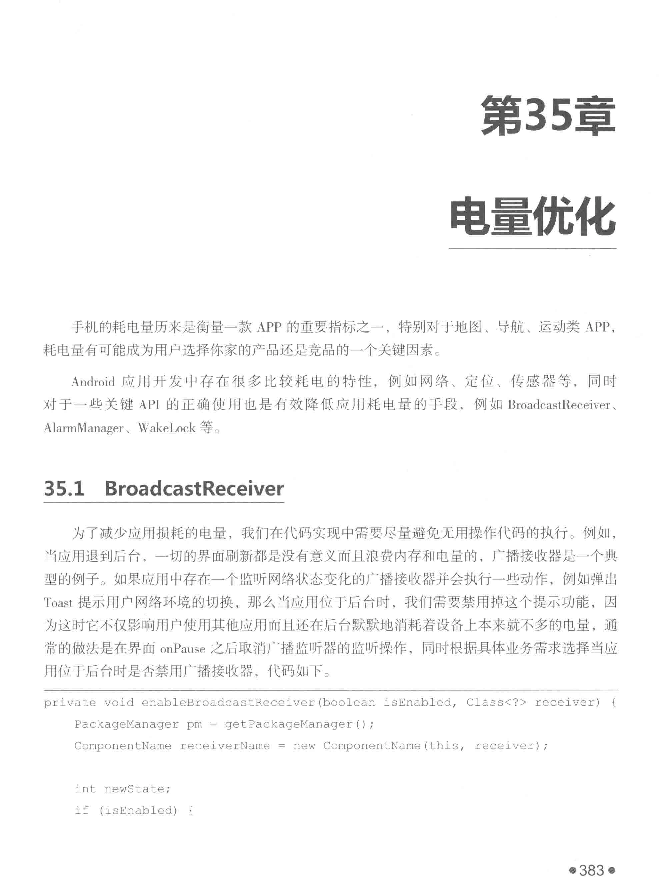 第35章
电量优化
手机的耗电量历来是衡量一款 APP 的重要指标之一，特别对于地图、导航、运动类 APP，
耗电量有可能成为用户选择你家的产品还是竞品的一个关键因素。
Android 应用开发中存在很多比较耗电的特性，例如网络、定位、传感器等，同时
对于一些关键 API 的正确使用也是有效降低应用耗电量的手段，例如 BroadcastReceiver、
AlarmManager、WakeLock 等。
35.1 BroadcastReceiver
为了减少应用损耗的电量，我们在代码实现中需要尽量避免无用操作代码的执行。例如，
当应用退到后台，一切的界面刷新都是没有意义而且浪费内存和电量的，广播接收器是一个典
型的例子。如果应用中存在一个监听网络状态变化的广播接收器并会执行一些动作，例如弹出
Toast 提示用户网络环境的切换，那么当应用位于后台时，我们需要禁用掉这个提示功能，因
为这时它不仅影响用户使用其他应用而且还在后台默默地消耗着设备上本来就不多的电量，通
常的做法是在界面 onPause 之后取消广播监听器的监听操作，同时根据具体业务需求选择当应
用位于后台时是否禁用广播接收器，代码如下。
private void enableBroadcastReceiver(boolean isEnabled, Class<?> receiver) {
PackageManager pm = getPackageManager();
ComponentName receiverName = new ComponentName(this, receiver);
int newState;
if (isEnabled) {
383